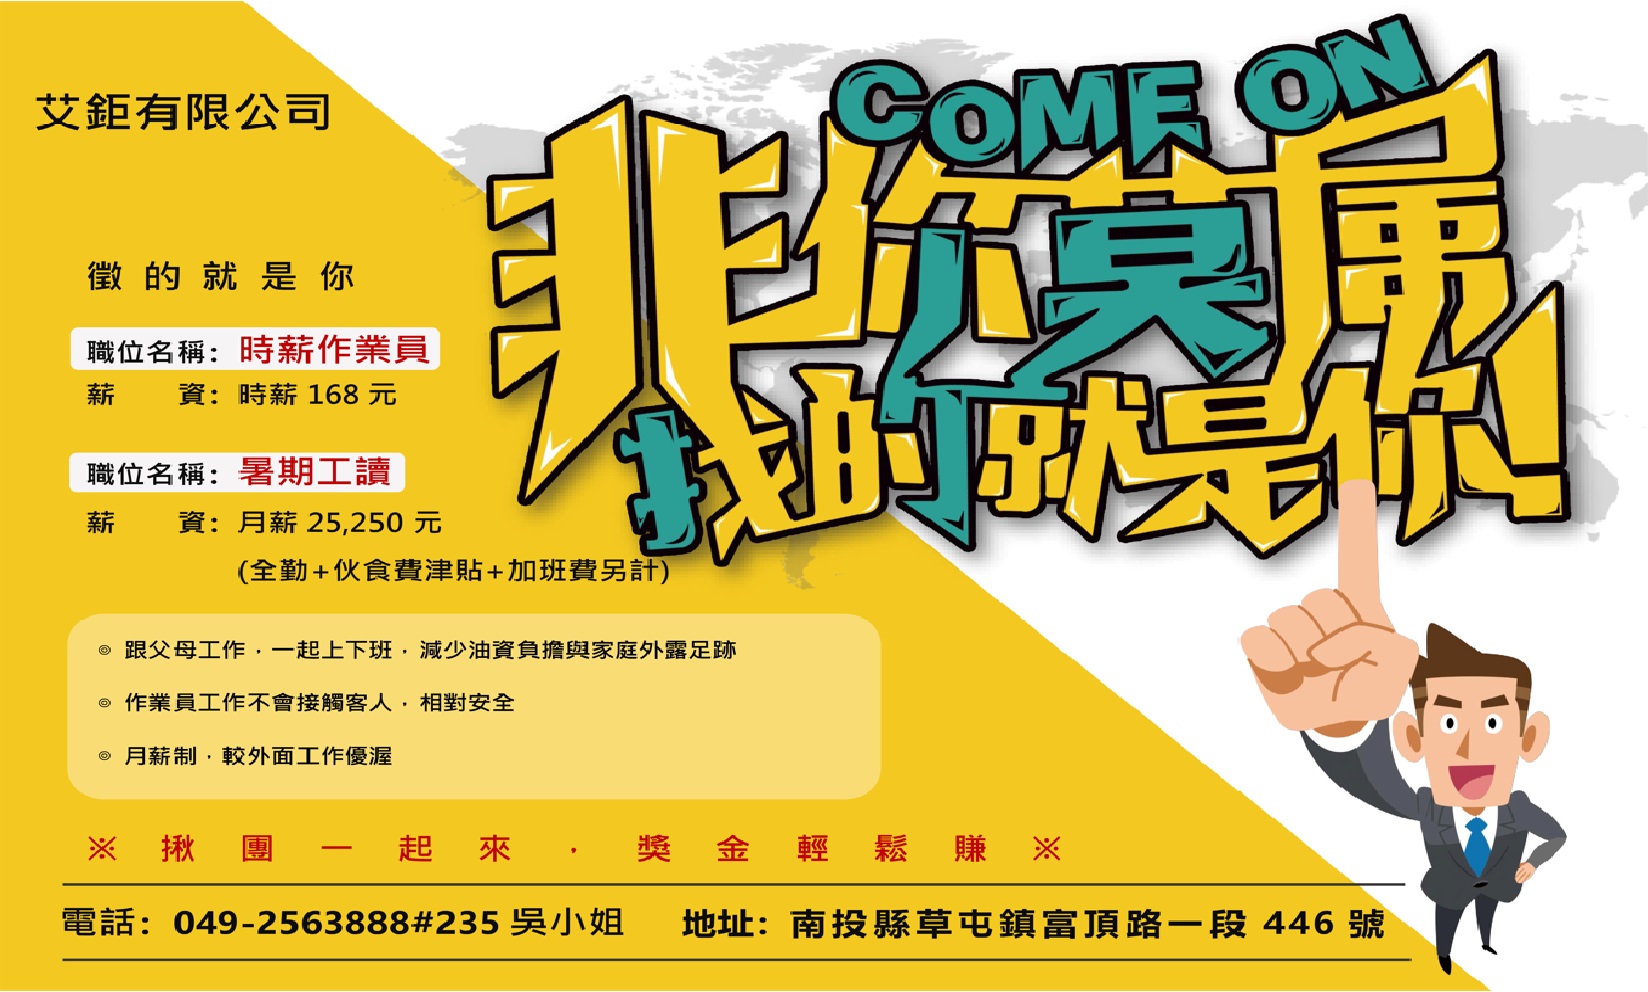 艾鉅有限公司
COME ON
非你莫屬
找的就是你!
徵的就是你
職位名稱：時薪作業員
薪　　資：時薪 168 元
職位名稱：暑期工讀
薪　　資：月薪 25,250 元
(全勤+伙食費津貼+加班費另計)
◎ 跟父母工作，一起上下班，減少油資負擔與家庭外露足跡
◎ 作業員工作不會接觸客人，相對安全
◎ 月薪制，較外面工作優渥
※揪團一起來，獎金輕鬆賺※
電話：049-2563888#235 吳小姐　地址：南投縣草屯鎮富頂路一段 446 號